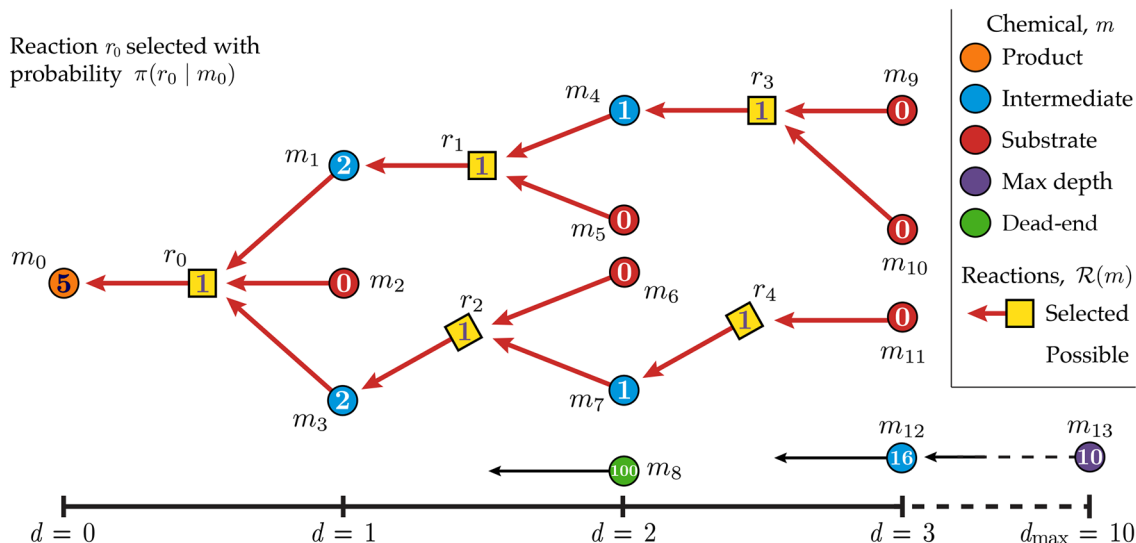 Reaction r₀ selected with
probability π(r₀ | m₀)
Chemical, m
Product
Intermediate
Substrate
Max depth
Dead-end
Reactions, ℛ(m)
Selected
Possible
m₄
1
r₃
1
m₉
0
m₁
2
r₁
1
m₅
0
m₁₀
0
m₀
5
r₀
1
0
m₂
0
m₆
r₂
1
r₄
1
0
m₁₁
m₃
2
m₇
1
m₁₂
16
m₁₃
10
100
m₈
d = 0
d = 1
d = 2
d = 3
dmax = 10